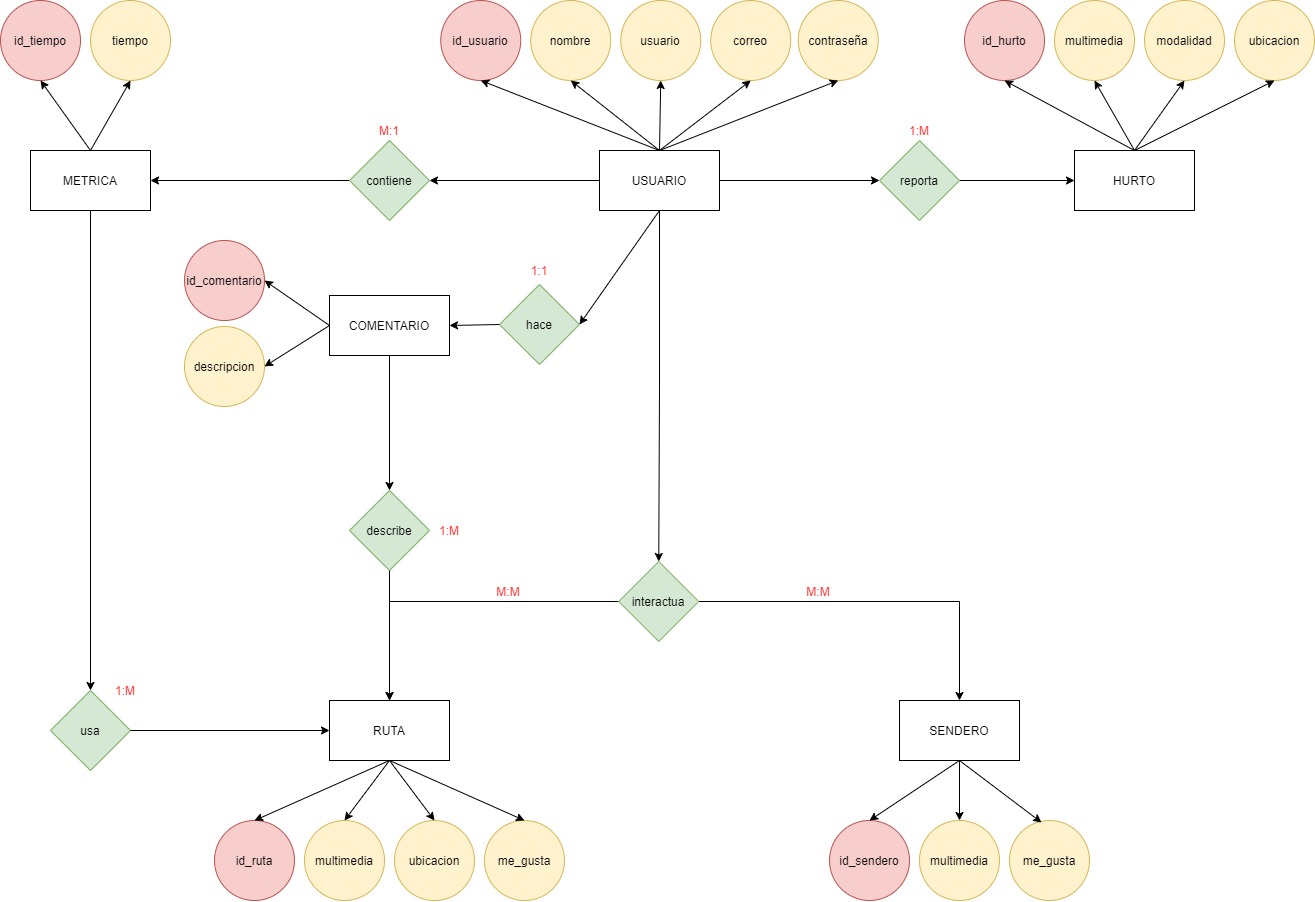 id_tiempo
tiempo
id_usuario
nombre
usuario
correo
contraseña
id_hurto
multimedia
modalidad
ubicacion
M:1
1:M
METRICA
contiene
USUARIO
reporta
HURTO
id_comentario
1:1
COMENTARIO
hace
descripcion
describe
1:M
M:M
interactua
M:M
1:M
usa
RUTA
SENDERO
id_ruta
multimedia
ubicacion
me_gusta
id_sendero
multimedia
me_gusta